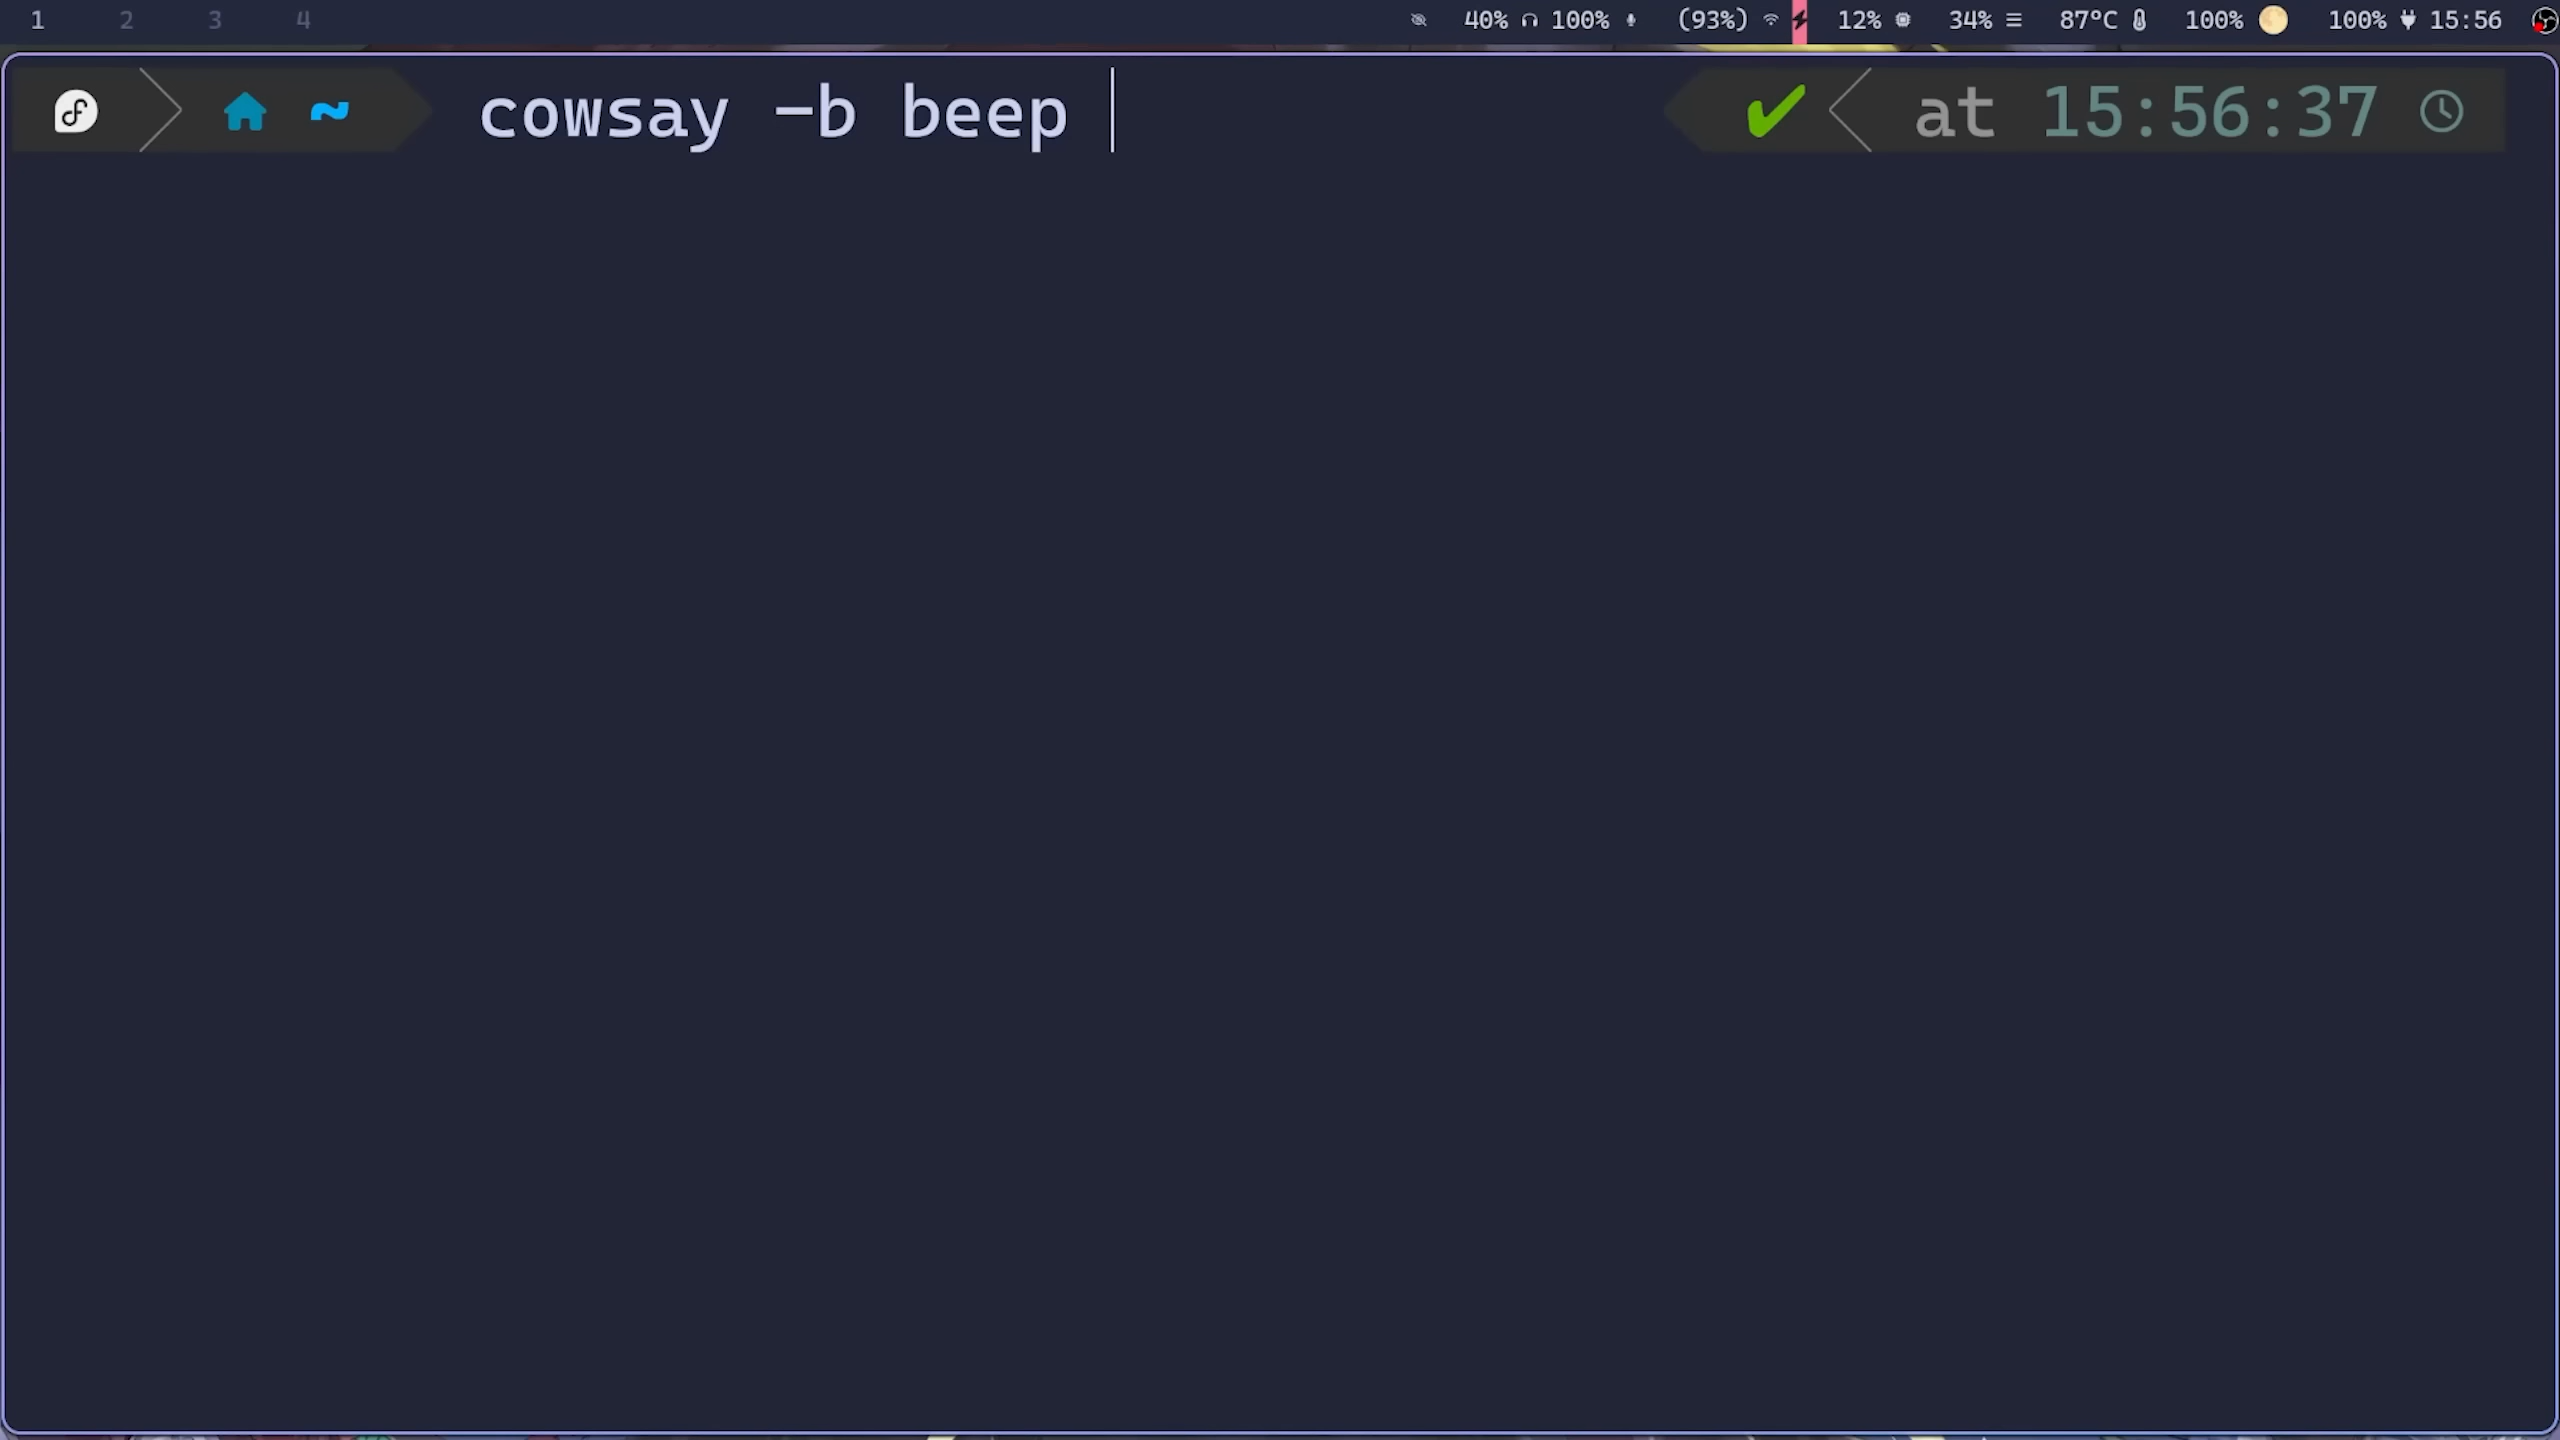 1 2 3 4 40% 100% (93%) 12% 34% 87°C 100% 100% 15:56
~ cowsay -b beep ✔ at 15:56:37